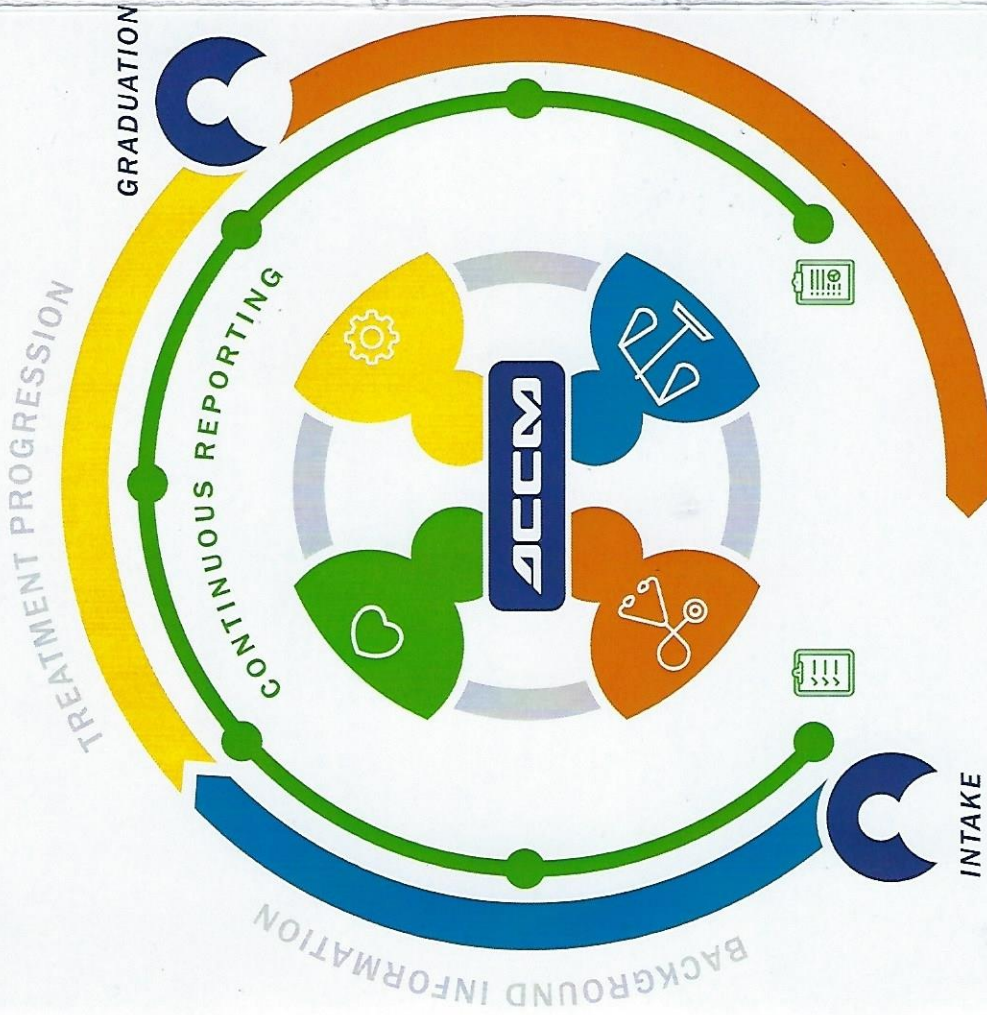 BACKGROUND INFORMATION
TREATMENT PROGRESSION
CONTINUOUS REPORTING
ACCM
INTAKE
GRADUATION